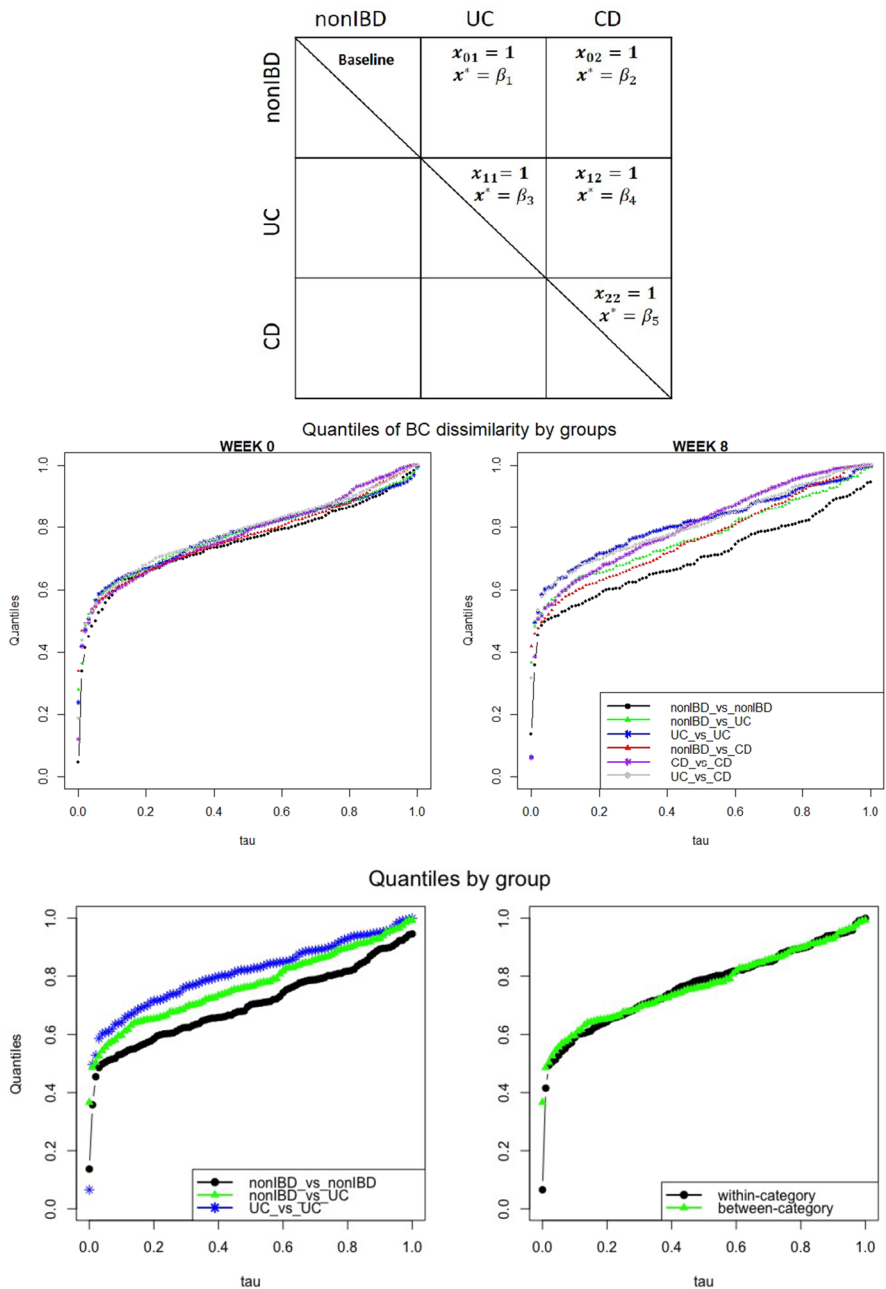 nonIBD UC CD
nonIBD
Baseline
x₀₁ = 1
x* = β₁
x₀₂ = 1
x* = β₂
UC
x₁₁= 1
x* = β₃
x₁₂ = 1
x* = β₄
CD
x₂₂ = 1
x* = β₅
Quantiles of BC dissimilarity by groups
WEEK 0
Quantiles
0.0 0.2 0.4 0.6 0.8 1.0
0.0 0.2 0.4 0.6 0.8 1.0
tau
WEEK 8
Quantiles
0.0 0.2 0.4 0.6 0.8 1.0
nonIBD_vs_nonIBD
nonIBD_vs_UC
UC_vs_UC
nonIBD_vs_CD
CD_vs_CD
UC_vs_CD
0.0 0.2 0.4 0.6 0.8 1.0
tau
Quantiles by group
Quantiles
0.0 0.2 0.4 0.6 0.8 1.0
nonIBD_vs_nonIBD
nonIBD_vs_UC
UC_vs_UC
0.0 0.2 0.4 0.6 0.8 1.0
tau
0.0 0.2 0.4 0.6 0.8 1.0
within-category
between-category
0.0 0.2 0.4 0.6 0.8 1.0
tau